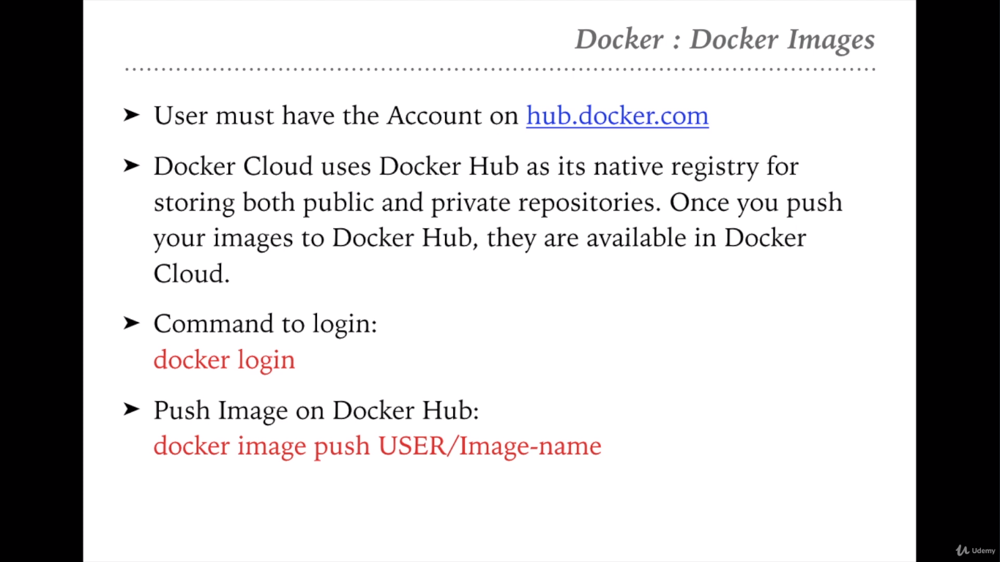 Docker : Docker Images
➤ User must have the Account on hub.docker.com
➤ Docker Cloud uses Docker Hub as its native registry for
storing both public and private repositories. Once you push
your images to Docker Hub, they are available in Docker
Cloud.
➤ Command to login:
docker login
➤ Push Image on Docker Hub:
docker image push USER/Image-name
Udemy